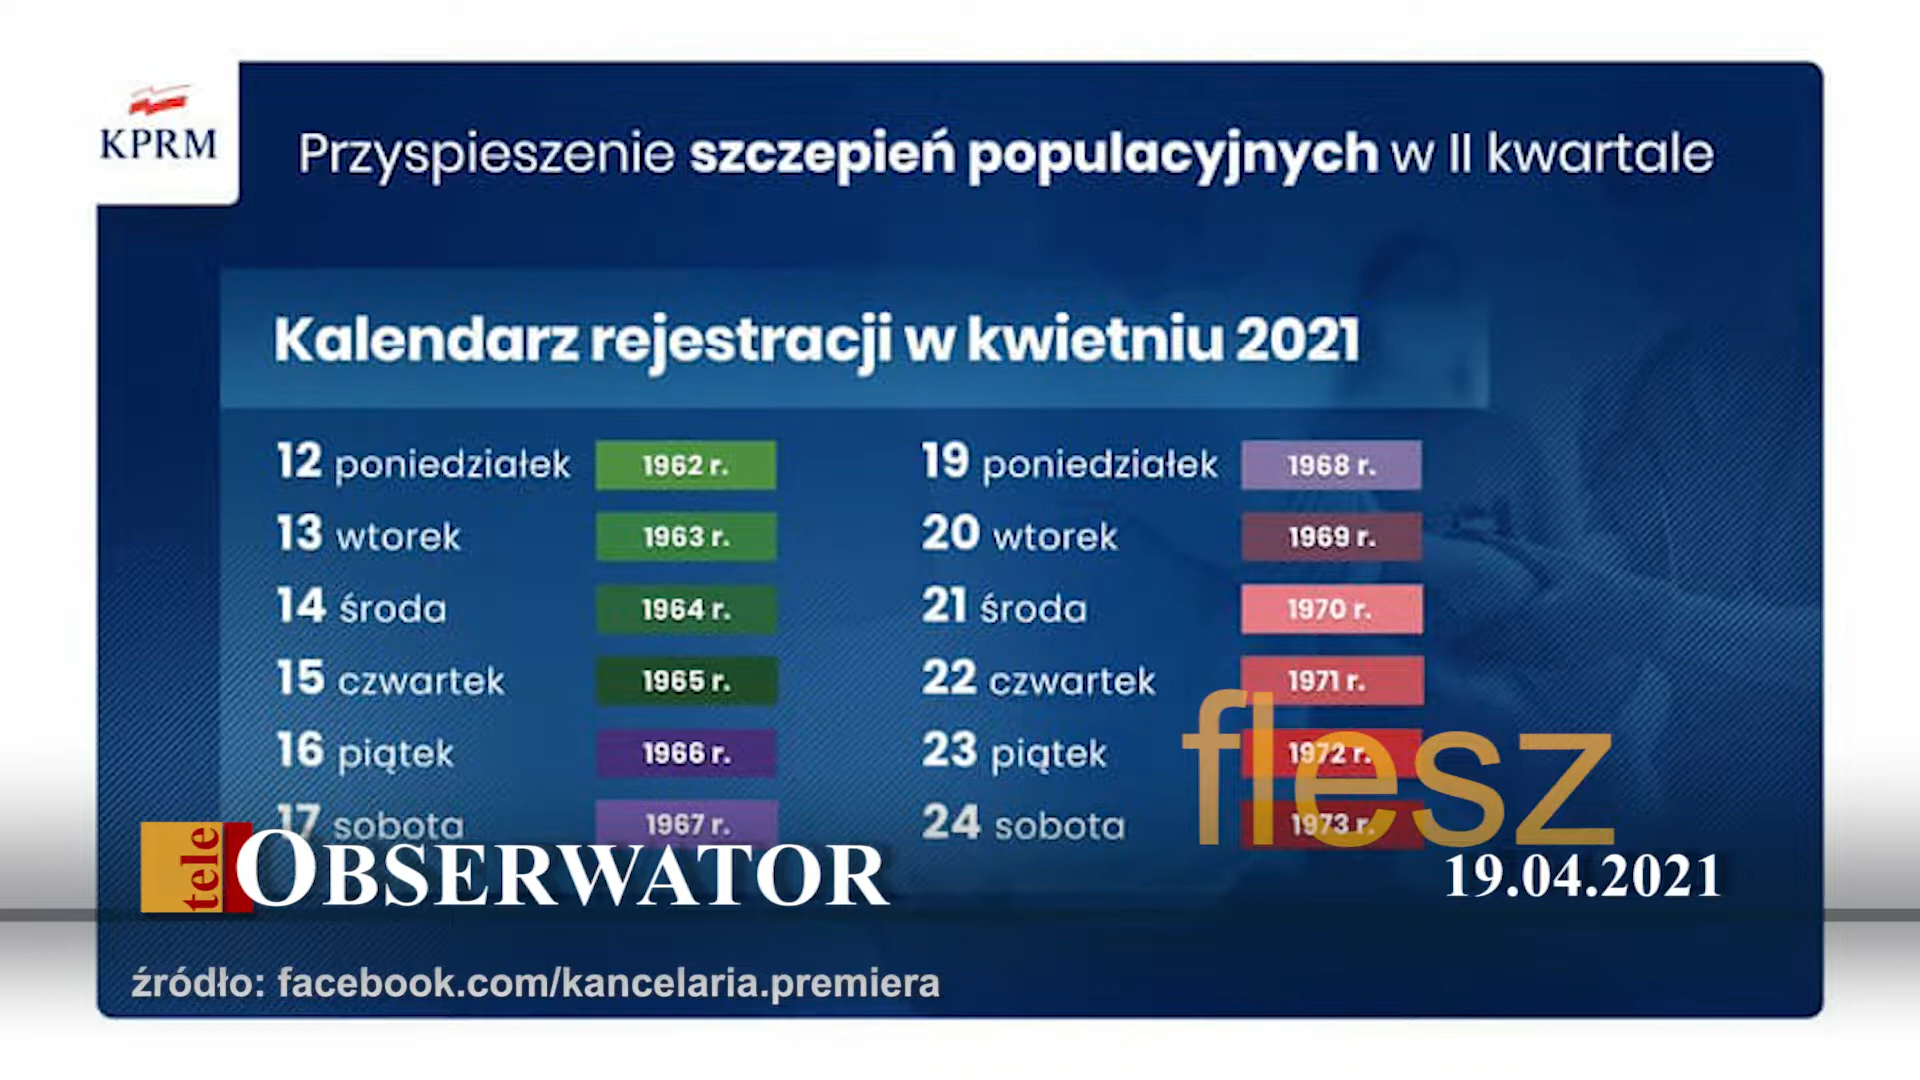 KPRM
Przyspieszenie szczepień populacyjnych w II kwartale
Kalendarz rejestracji w kwietniu 2021
12 poniedziałek 1962 r.
13 wtorek 1963 r.
14 środa 1964 r.
15 czwartek 1965 r.
16 piątek 1966 r.
17 sobota 1967 r.
19 poniedziałek 1968 r.
20 wtorek 1969 r.
21 środa 1970 r.
22 czwartek 1971 r.
23 piątek 1972 r.
24 sobota 1973 r.
flesz
tele OBSERWATOR
19.04.2021
źródło: facebook.com/kancelaria.premiera